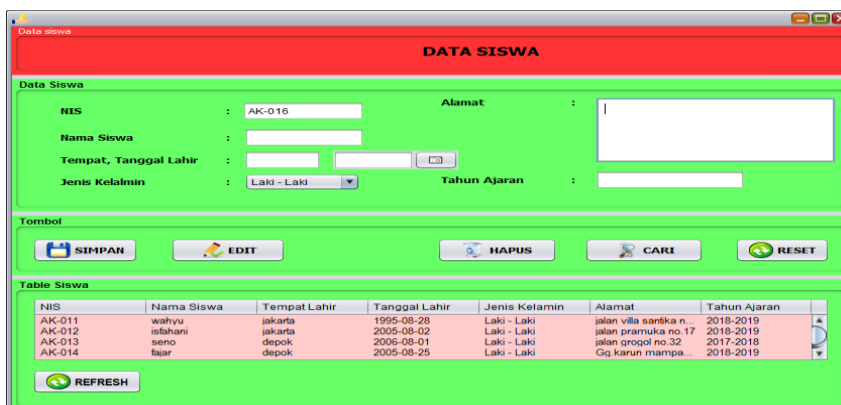 Data siswa
DATA SISWA
Data Siswa
NIS : AK-016
Alamat :
Nama Siswa :
Tempat, Tanggal Lahir :
Jenis Kelalmin : Laki - Laki
Tahun Ajaran :
Tombol
SIMPAN EDIT HAPUS CARI RESET
Table Siswa
NIS Nama Siswa Tempat Lahir Tanggal Lahir Jenis Kelamin Alamat Tahun Ajaran
AK-011 wahyu jakarta 1995-08-28 Laki - Laki jalan villa santika n... 2018-2019
AK-012 isfahani jakarta 2005-08-02 Laki - Laki jalan pramuka no.17 2018-2019
AK-013 seno depok 2006-08-01 Laki - Laki jalan grogol no.32 2017-2018
AK-014 fajar depok 2005-08-25 Laki - Laki Gg.karun mampa... 2018-2019
REFRESH